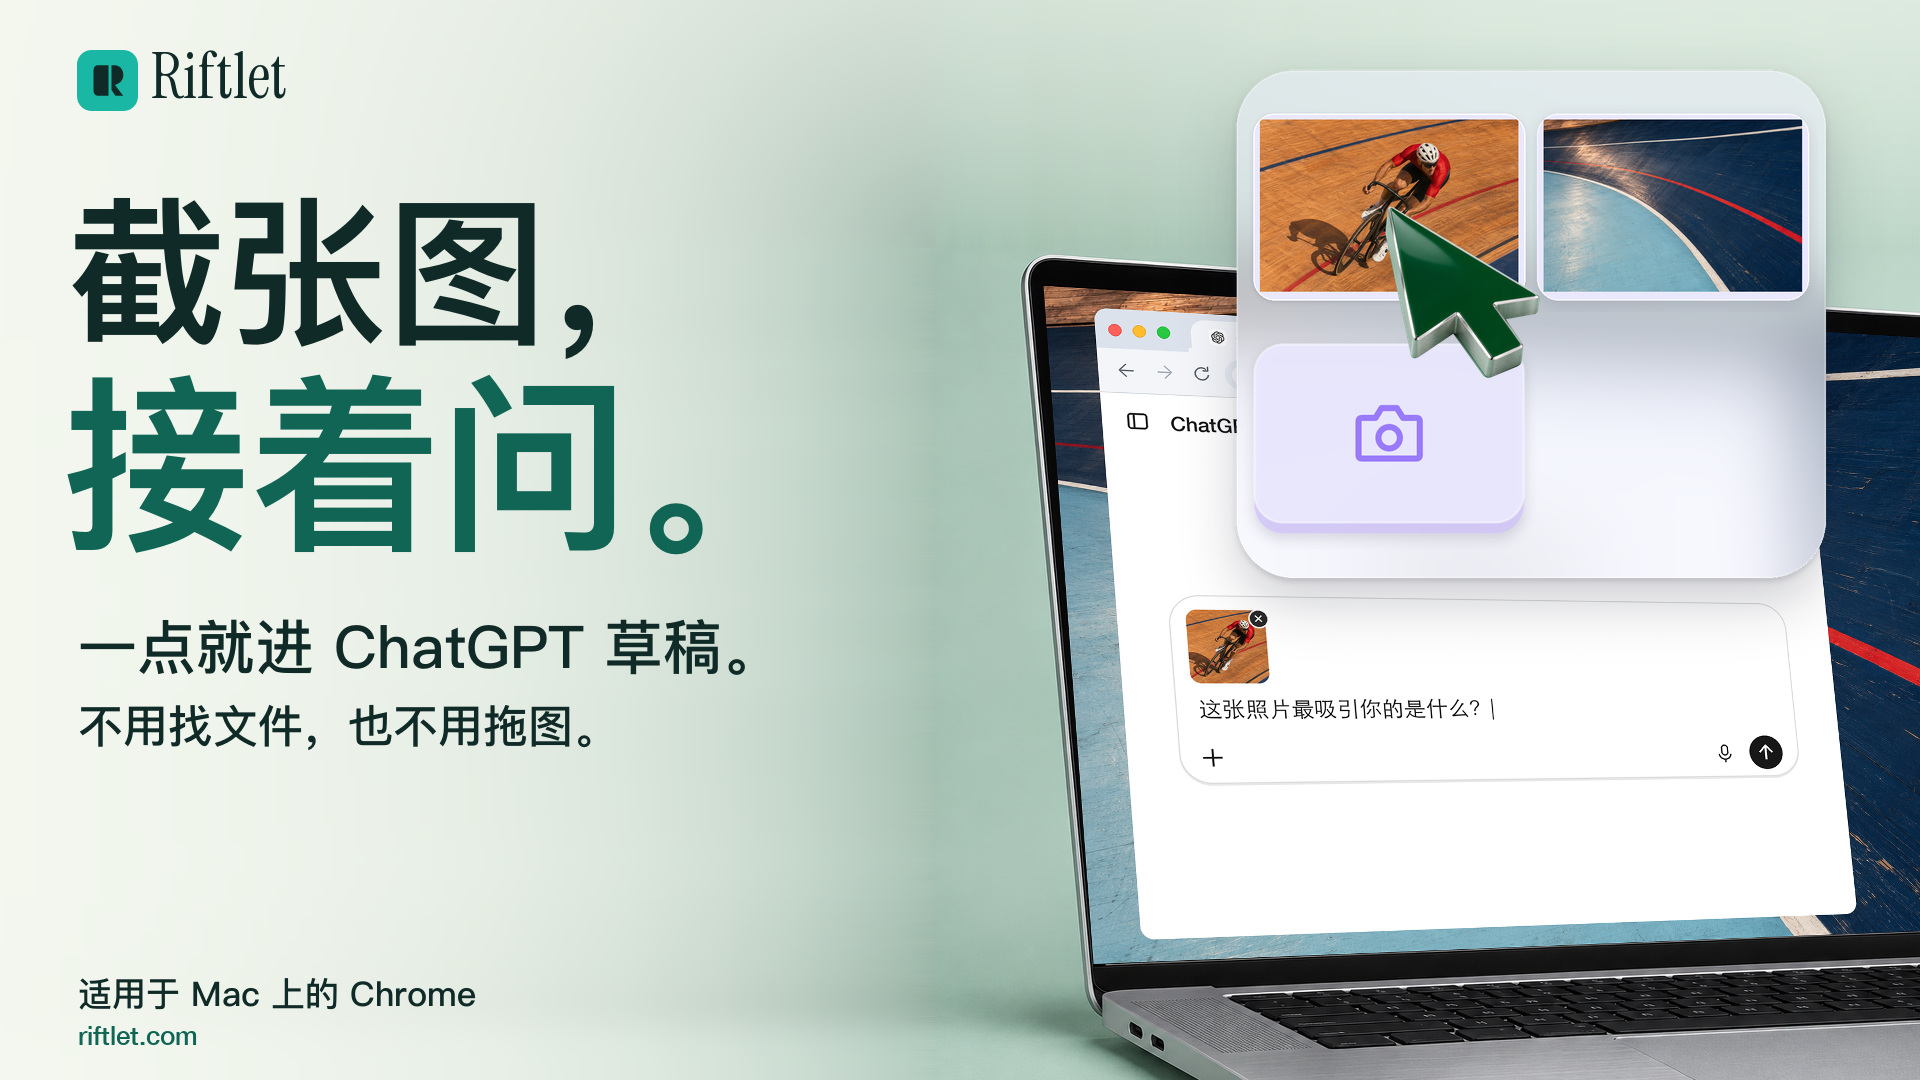 Riftlet
截张图，
接着问。
一点就进 ChatGPT 草稿。
不用找文件，也不用拖图。
适用于 Mac 上的 Chrome
riftlet.com
这张照片最吸引你的是什么？